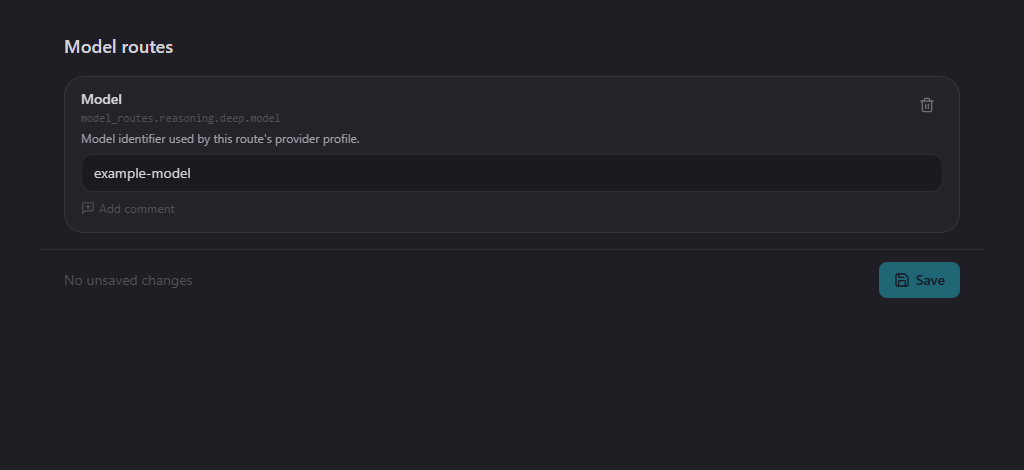 Model routes
Model
model_routes.reasoning.deep.model
Model identifier used by this route's provider profile.
example-model
Add comment
No unsaved changes
Save